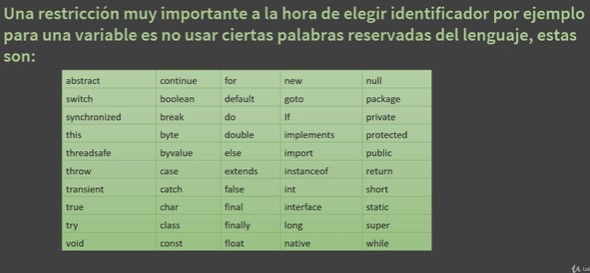 Una restricción muy importante a la hora de elegir identificador por ejemplo
para una variable es no usar ciertas palabras reservadas del lenguaje, estas
son:
abstract continue for new null
switch boolean default goto package
synchronized break do If private
this byte double implements protected
threadsafe byvalue else import public
throw case extends instanceof return
transient catch false int short
true char final interface static
try class finally long super
void const float native while